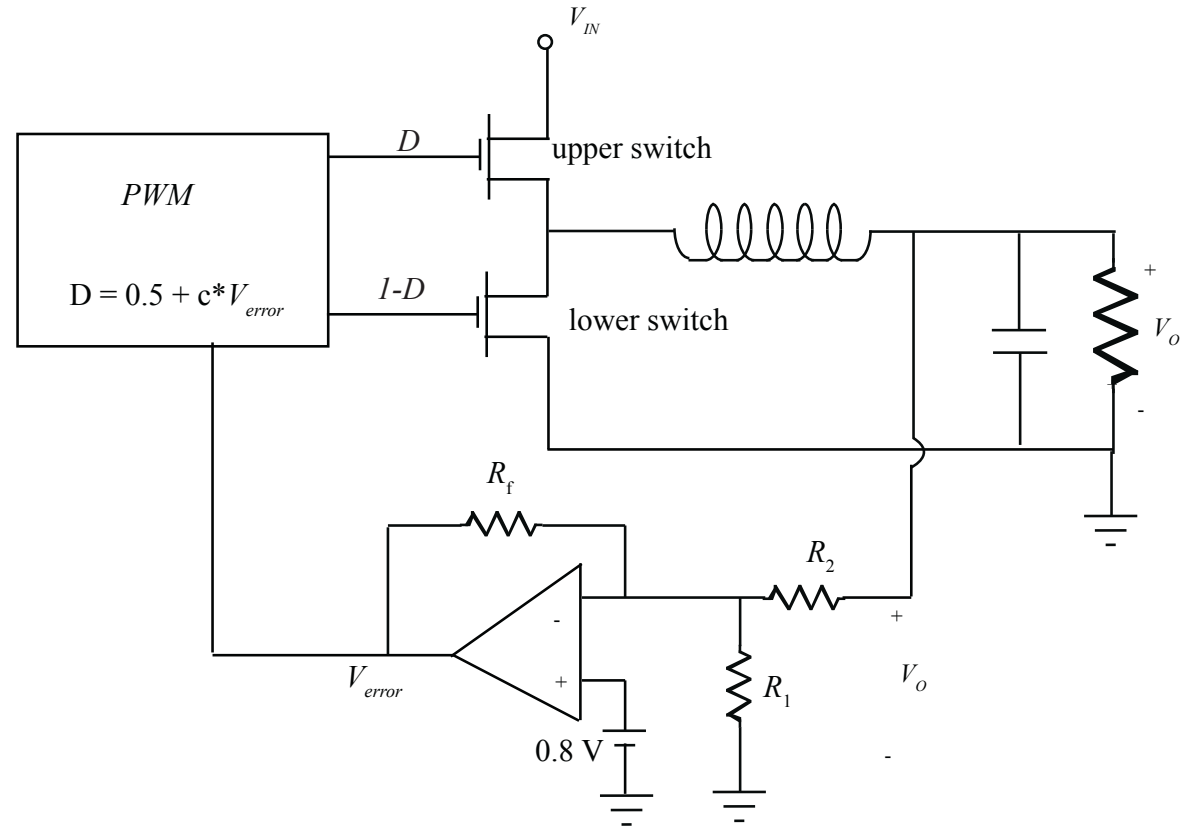 V_IN
D
upper switch
PWM
1-D
D = 0.5 + c*V_error
lower switch
+
V_O
-
R_f
R_2
-
+
V_error
+
R_1
V_O
0.8 V
-